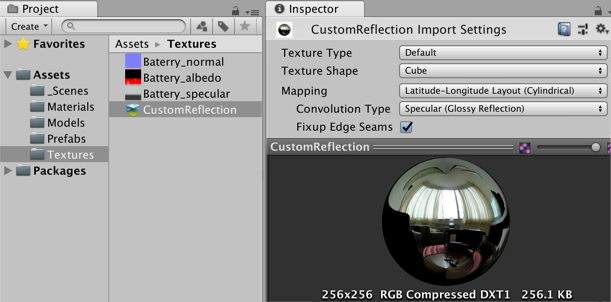 Project
Create
Favorites
Assets
_Scenes
Materials
Models
Prefabs
Textures
Packages
Assets Textures
Baterry_normal
Battery_albedo
Battery_specular
CustomReflection
Inspector
CustomReflection Import Settings
Texture Type Default
Texture Shape Cube
Mapping Latitude-Longitude Layout (Cylindrical)
Convolution Type Specular (Glossy Reflection)
Fixup Edge Seams
CustomReflection
256x256 RGB Compressed DXT1 256.1 KB